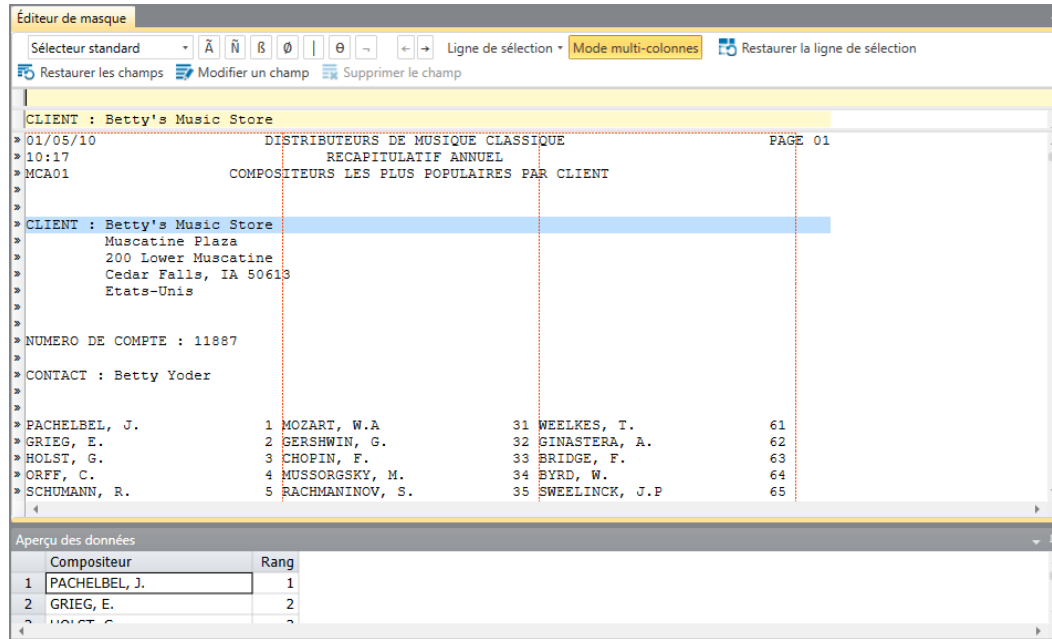 Éditeur de masque
Sélecteur standard Ã Ñ ß Ø | θ ¬ ← → Ligne de sélection Mode multi-colonnes Restaurer la ligne de sélection
Restaurer les champs Modifier un champ Supprimer le champ
CLIENT : Betty's Music Store
» 01/05/10 DISTRIBUTEURS DE MUSIQUE CLASSIQUE PAGE 01
» 10:17 RECAPITULATIF ANNUEL
» MCA01 COMPOSITEURS LES PLUS POPULAIRES PAR CLIENT
»
»
» CLIENT : Betty's Music Store
» Muscatine Plaza
» 200 Lower Muscatine
» Cedar Falls, IA 50613
» Etats-Unis
»
»
» NUMERO DE COMPTE : 11887
»
» CONTACT : Betty Yoder
»
»
» PACHELBEL, J. 1 MOZART, W.A 31 WEELKES, T. 61
» GRIEG, E. 2 GERSHWIN, G. 32 GINASTERA, A. 62
» HOLST, G. 3 CHOPIN, F. 33 BRIDGE, F. 63
» ORFF, C. 4 MUSSORGSKY, M. 34 BYRD, W. 64
» SCHUMANN, R. 5 RACHMANINOV, S. 35 SWEELINCK, J.P 65
Aperçu des données
Compositeur Rang
1 PACHELBEL, J. 1
2 GRIEG, E. 2